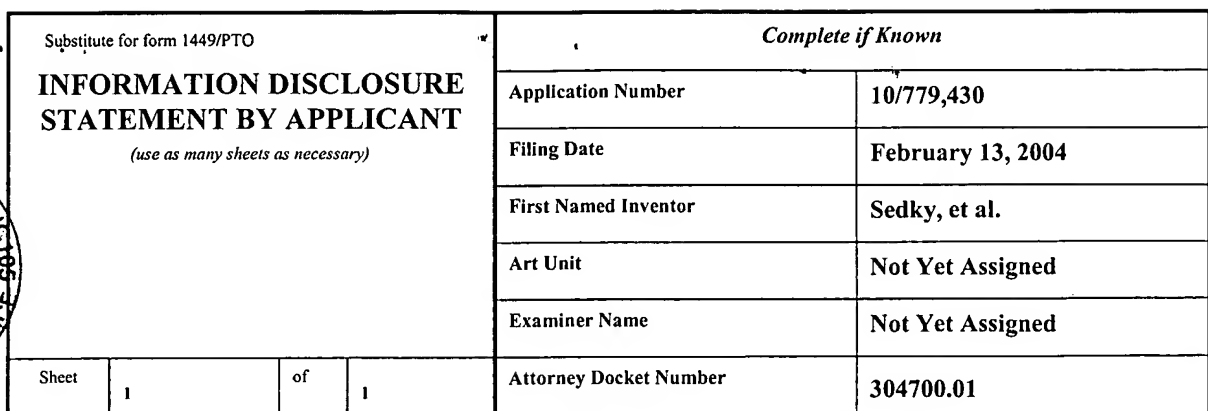 Substitute for form 1449/PTO
INFORMATION DISCLOSURE
STATEMENT BY APPLICANT
(use as many sheets as necessary)
Sheet 1 of 1
Complete if Known
Application Number 10/779,430
Filing Date February 13, 2004
First Named Inventor Sedky, et al.
Art Unit Not Yet Assigned
Examiner Name Not Yet Assigned
Attorney Docket Number 304700.01